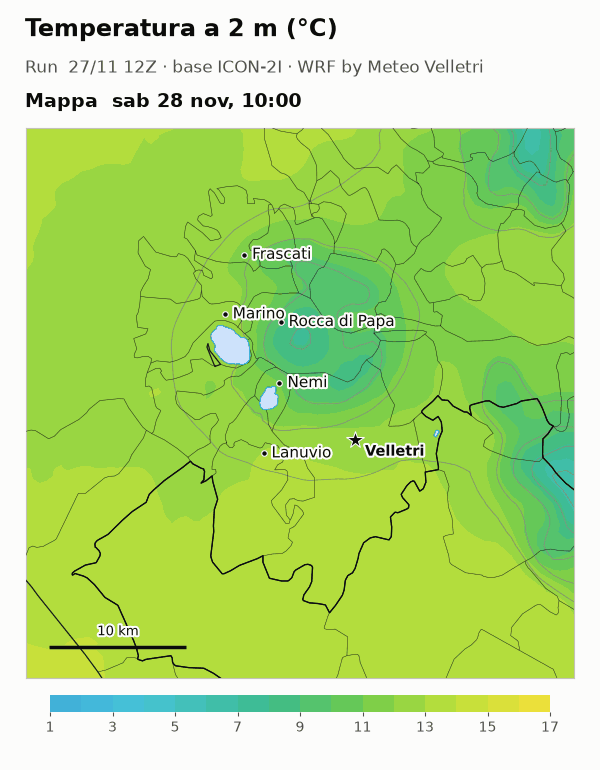 Temperatura a 2 m (°C)
Run  27/11 12Z · base ICON-2I · WRF by Meteo Velletri
Mappa  sab 28 nov, 10:00
Frascati
Marino
Rocca di Papa
Nemi
Velletri
Lanuvio
10 km
1 3 5 7 9 11 13 15 17